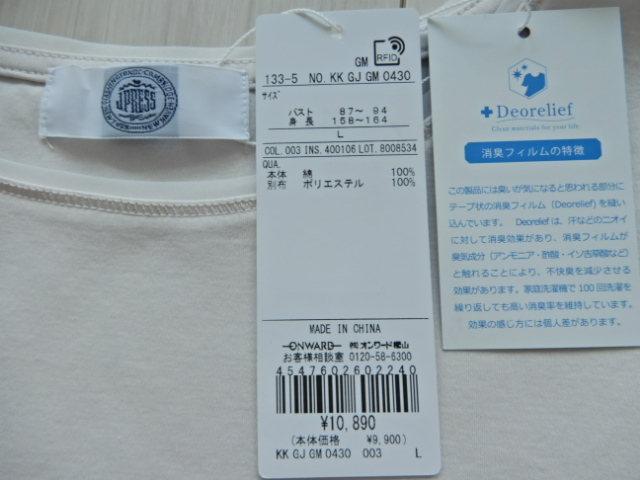 J.PRESS
GM
RFID
133-5 NO. KK GJ GM 0430
サイズ
バスト 87~ 94
身 長 158~164
L
COL. 003 INS. 400106 LOT. 8008534
QUA.
本体 綿 100%
別布 ポリエステル 100%
MADE IN CHINA
ONWARD ㈱オンワード樫山
お客様相談室 0120-58-6300
4547602602240
¥10,890
(本体価格 ¥9,900)
KK GJ GM 0430 003 L
Deorelief
Clean materials for your life.
消臭フィルムの特徴
この製品には臭いが気になると思われる部分に
テープ状の消臭フィルム (Deorelief) を縫い
込んでいます。 Deorelief は、汗などのニオイ
に対して消臭効果があり、消臭フィルムが
臭気成分 (アンモニア・酢酸・イソ吉草酸など)
と触れることにより、不快臭を減少させる
効果があります。家庭洗濯機で 100 回洗濯を
繰り返しても高い消臭率を維持しています。
効果の感じ方には個人差があります。